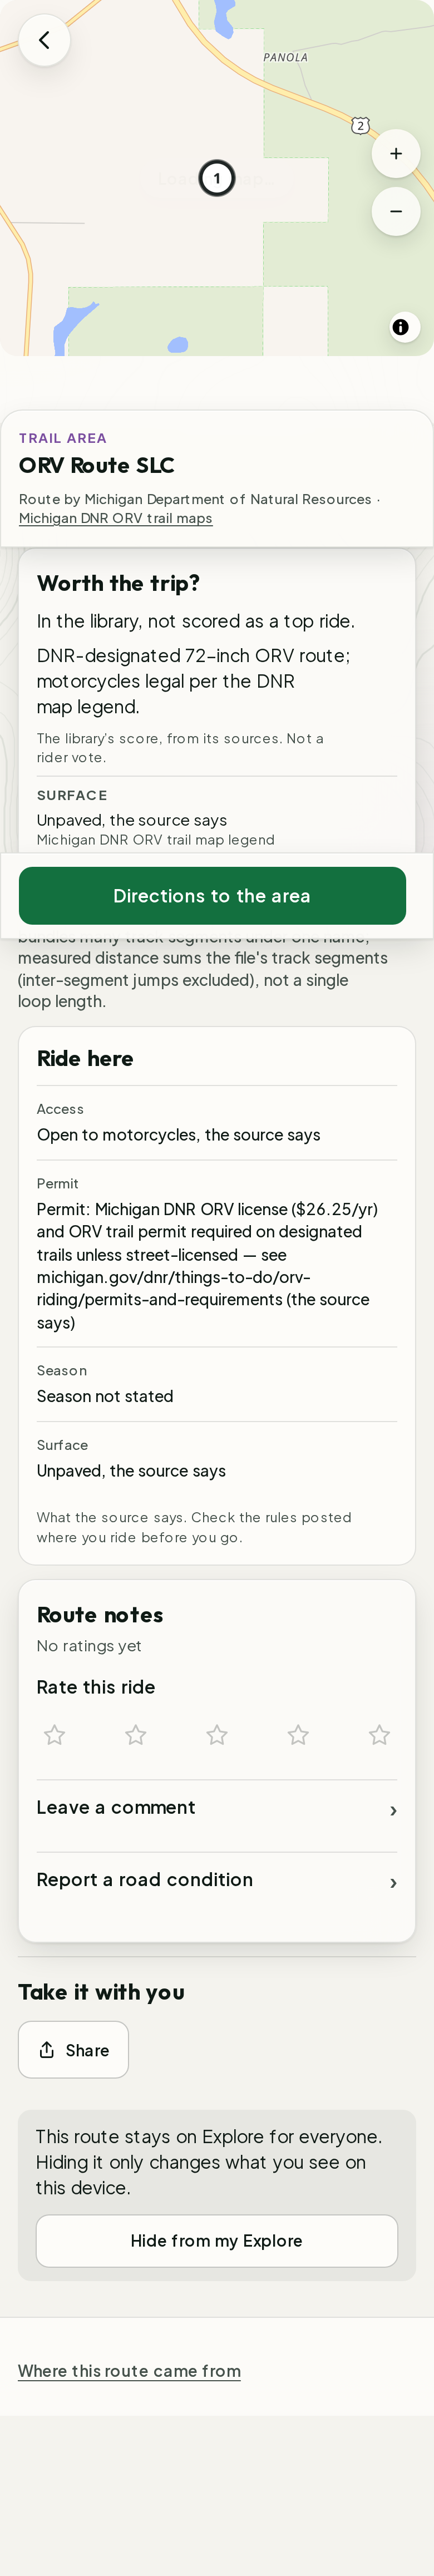 PANOLA
2
1
+
−
TRAIL AREA
ORV Route SLC
Route by Michigan Department of Natural Resources ·
Michigan DNR ORV trail maps
Worth the trip?
In the library, not scored as a top ride.
DNR-designated 72-inch ORV route;
motorcycles legal per the DNR
map legend.
The library's score, from its sources. Not a
rider vote.
SURFACE
Unpaved, the source says
Michigan DNR ORV trail map legend
Directions to the area
bundles many track segments under one name;
measured distance sums the file's track segments
(inter-segment jumps excluded), not a single
loop length.
Ride here
Access
Open to motorcycles, the source says
Permit
Permit: Michigan DNR ORV license ($26.25/yr)
and ORV trail permit required on designated
trails unless street-licensed — see
michigan.gov/dnr/things-to-do/orv-
riding/permits-and-requirements (the source
says)
Season
Season not stated
Surface
Unpaved, the source says
What the source says. Check the rules posted
where you ride before you go.
Route notes
No ratings yet
Rate this ride
Leave a comment
Report a road condition
Take it with you
Share
This route stays on Explore for everyone.
Hiding it only changes what you see on
this device.
Hide from my Explore
Where this route came from